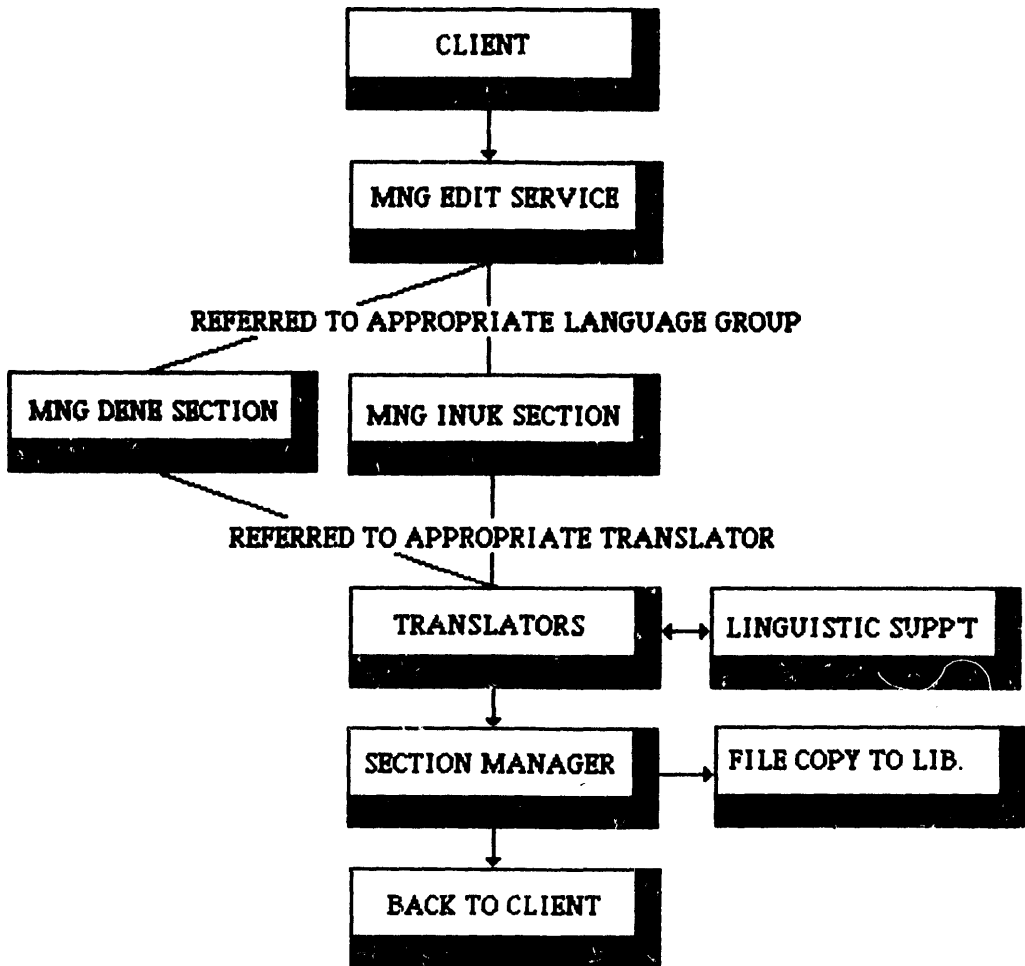 CLIENT
MNG EDIT SERVICE
REFERRED TO APPROPRIATE LANGUAGE GROUP
MNG DENE SECTION
MNG INUK SECTION
REFERRED TO APPROPRIATE TRANSLATOR
TRANSLATORS
LINGUISTIC SUPP'T
SECTION MANAGER
FILE COPY TO LIB.
BACK TO CLIENT